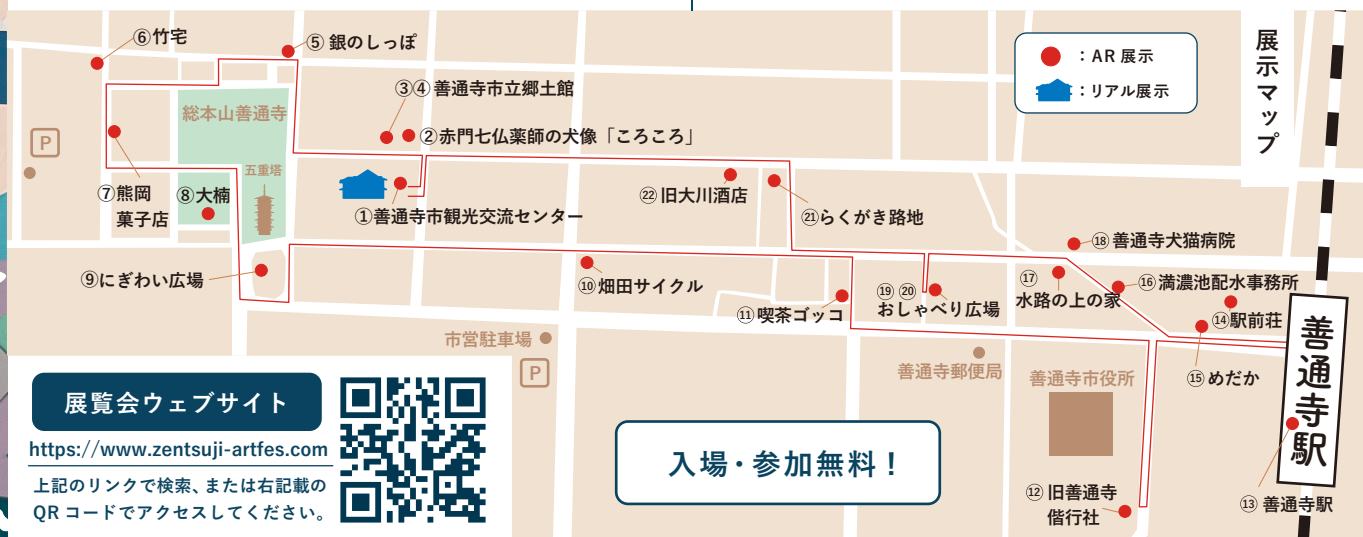 展示マップ
：AR 展示
：リアル展示
⑥竹宅
⑤ 銀のしっぽ
③④ 善通寺市立郷土館
総本山善通寺
②赤門七仏薬師の犬像「ころころ」
P
五重塔
⑦熊岡
菓子店
⑧大楠
①善通寺市観光交流センター
㉒旧大川酒店
㉑らくがき路地
⑱善通寺犬猫病院
⑨にぎわい広場
⑩畑田サイクル
⑪喫茶ゴッコ
⑲ ⑳
おしゃべり広場
⑰
水路の上の家
⑯満濃池配水事務所
⑭駅前荘
⑮めだか
善通寺駅
⑬ 善通寺駅
市営駐車場
P
善通寺郵便局
善通寺市役所
⑫ 旧善通寺
偕行社
展覧会ウェブサイト
https://www.zentsuji-artfes.com
上記のリンクで検索、または右記載の
QR コードでアクセスしてください。
入場・参加無料！